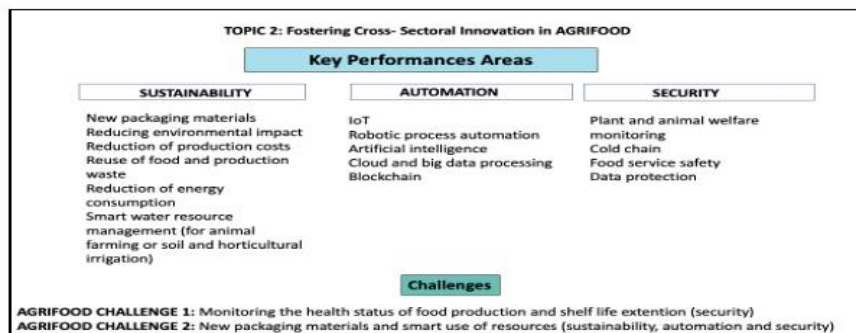 TOPIC 2: Fostering Cross- Sectoral Innovation in AGRIFOOD
Key Performances Areas
SUSTAINABILITY
New packaging materials
Reducing environmental impact
Reduction of production costs
Reuse of food and production
waste
Reduction of energy
consumption
Smart water resource
management (for animal
farming or soil and horticultural
irrigation)
AUTOMATION
IoT
Robotic process automation
Artificial intelligence
Cloud and big data processing
Blockchain
SECURITY
Plant and animal welfare
monitoring
Cold chain
Food service safety
Data protection
Challenges
AGRIFOOD CHALLENGE 1: Monitoring the health status of food production and shelf life extention (security)
AGRIFOOD CHALLENGE 2: New packaging materials and smart use of resources (sustainability, automation and security)